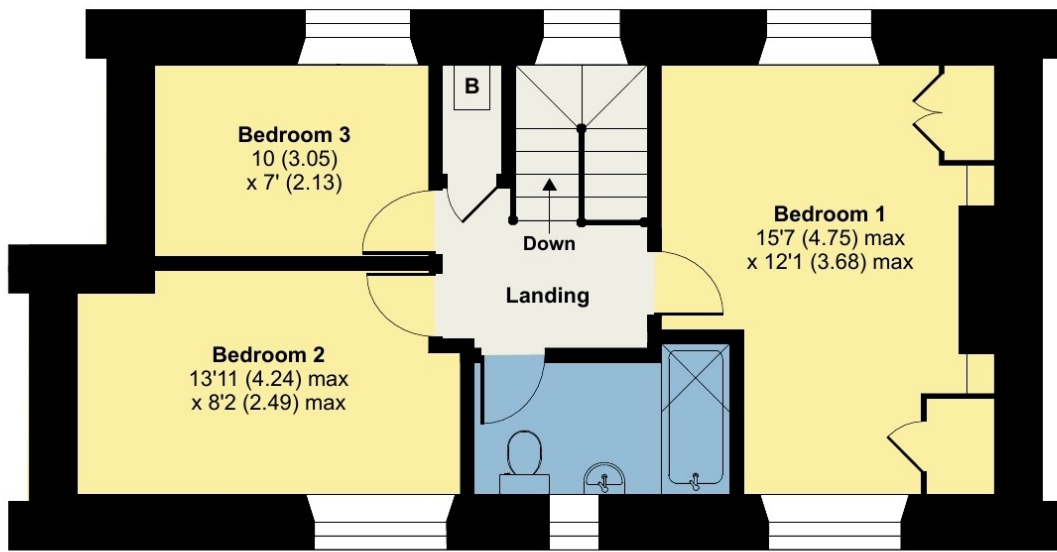 Bedroom 3
10 (3.05)
x 7' (2.13)
B
Down
Landing
Bedroom 1
15'7 (4.75) max
x 12'1 (3.68) max
Bedroom 2
13'11 (4.24) max
x 8'2 (2.49) max